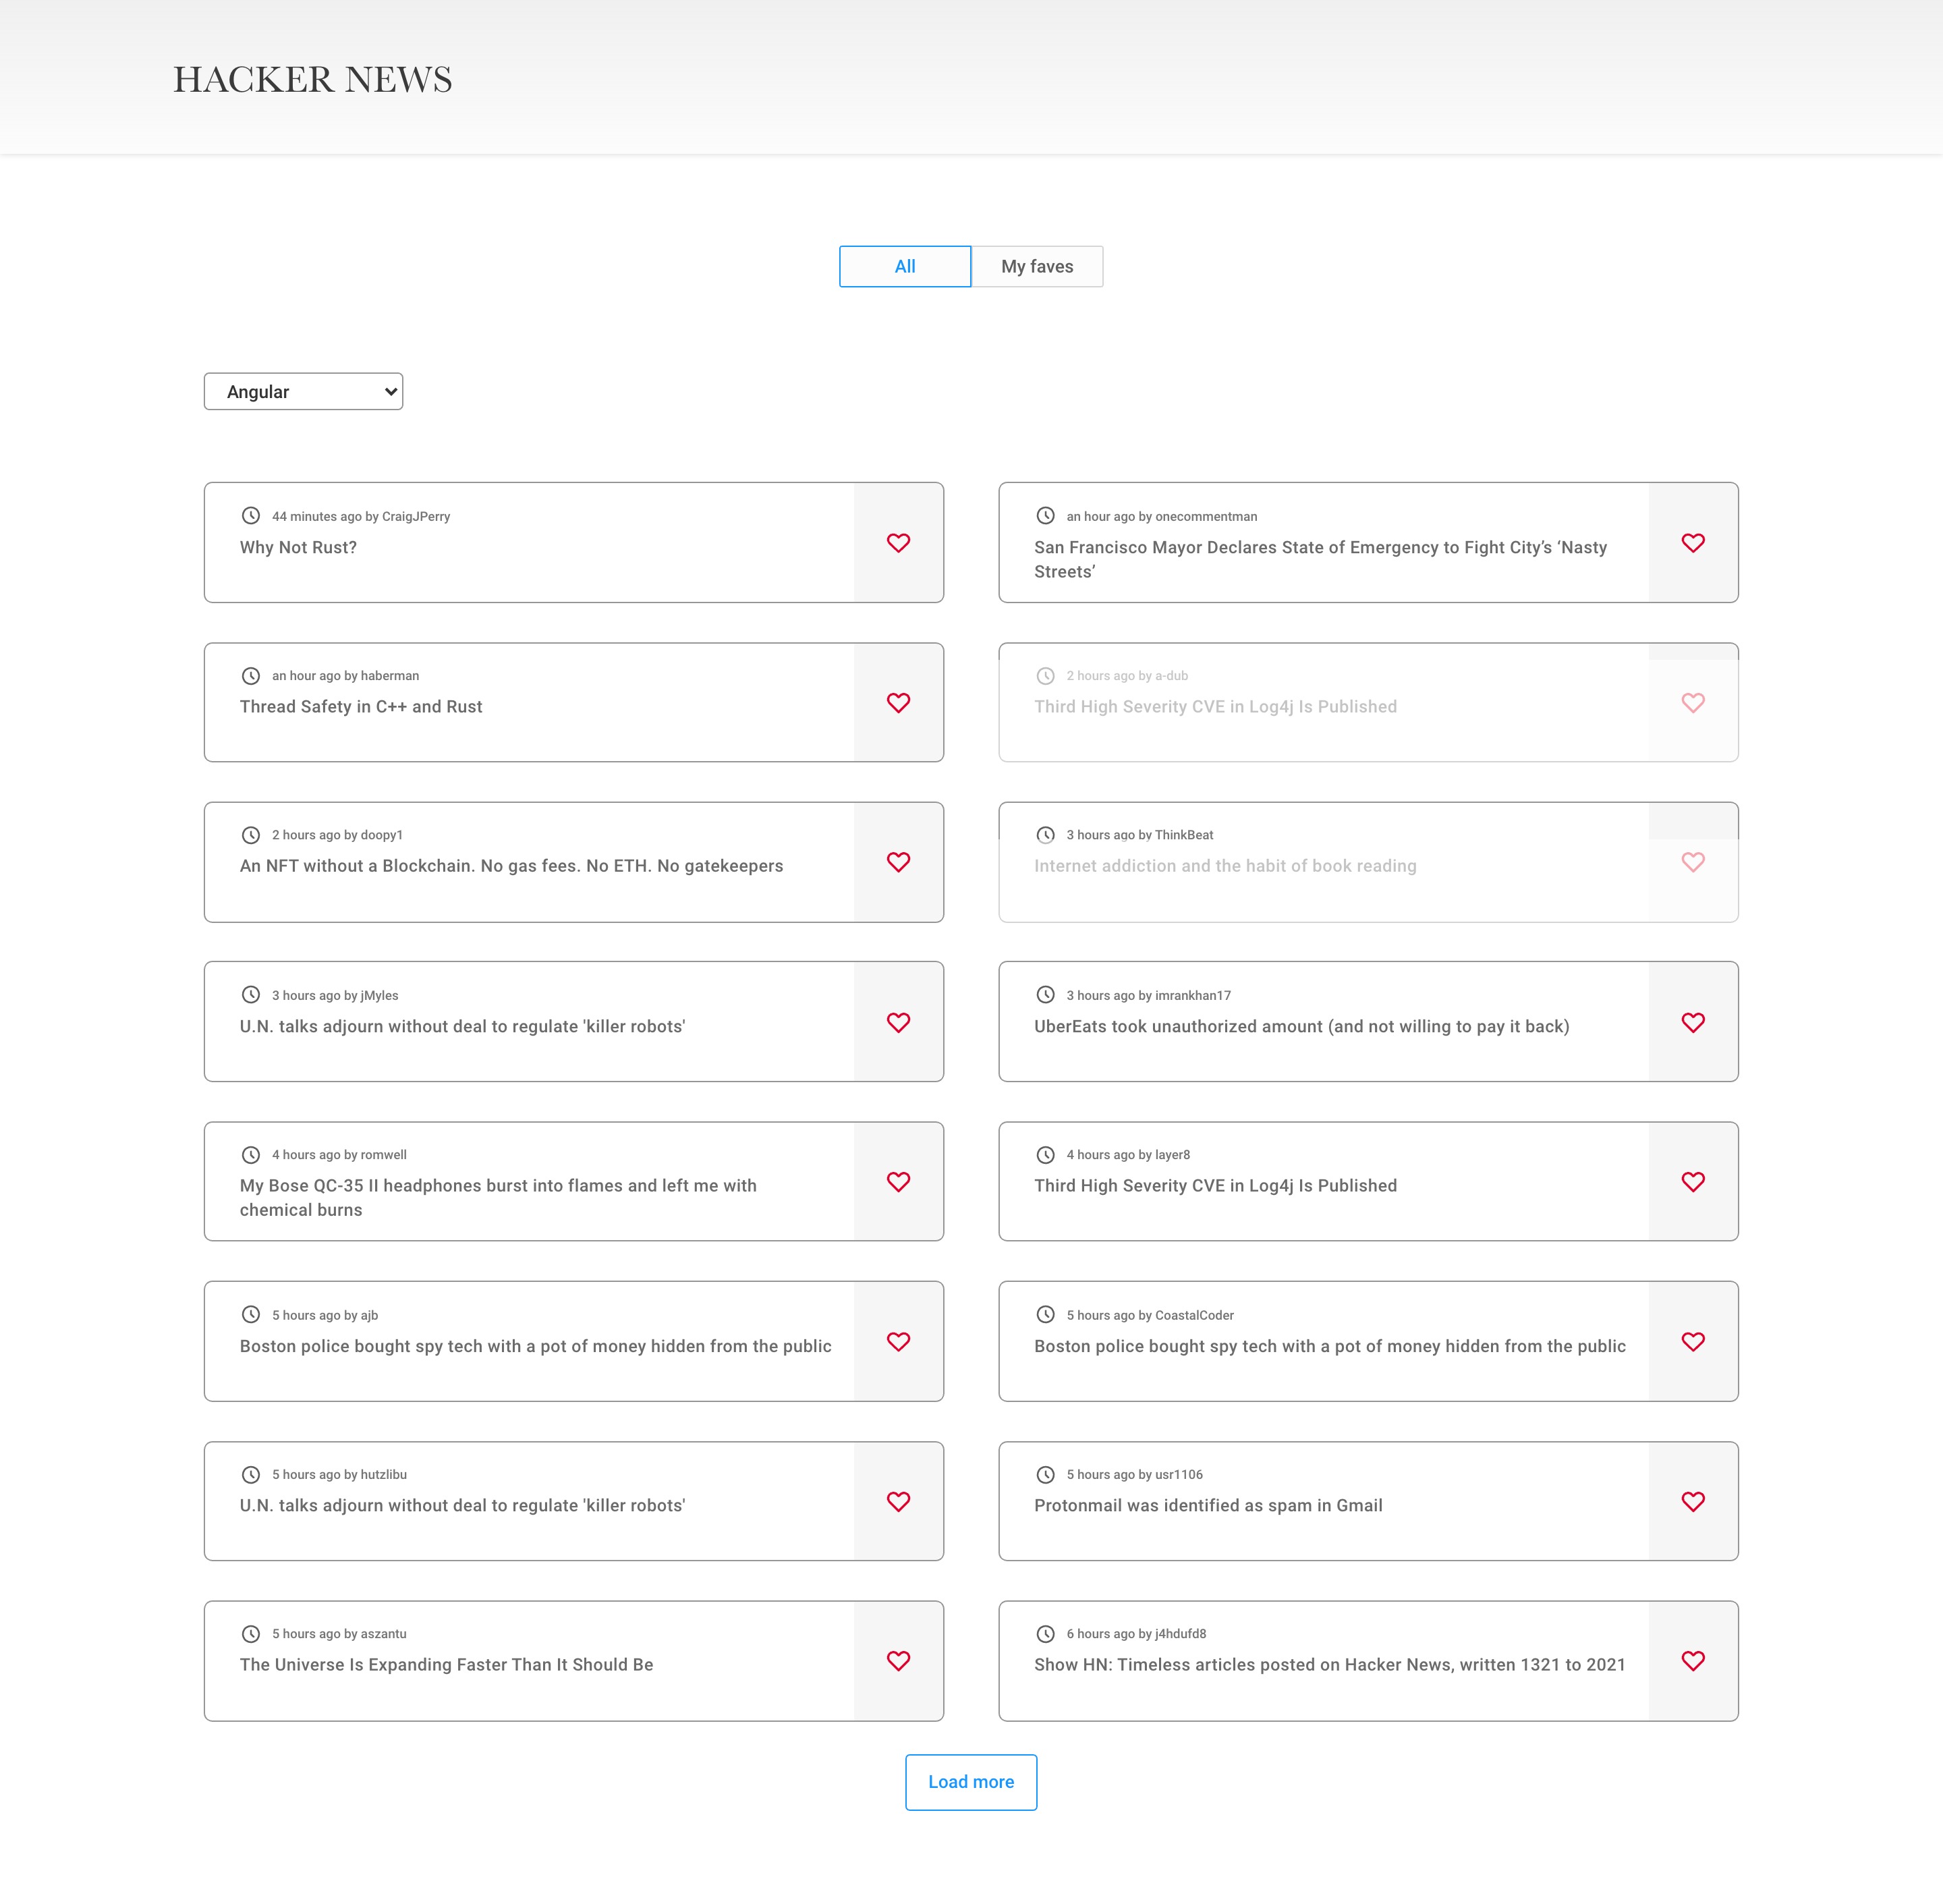 HACKER NEWS
All
My faves
Angular
44 minutes ago by CraigJPerry
Why Not Rust?
an hour ago by onecommentman
San Francisco Mayor Declares State of Emergency to Fight City’s ‘Nasty
Streets’
an hour ago by haberman
Thread Safety in C++ and Rust
2 hours ago by a-dub
Third High Severity CVE in Log4j Is Published
2 hours ago by doopy1
An NFT without a Blockchain. No gas fees. No ETH. No gatekeepers
3 hours ago by ThinkBeat
Internet addiction and the habit of book reading
3 hours ago by jMyles
U.N. talks adjourn without deal to regulate 'killer robots'
3 hours ago by imrankhan17
UberEats took unauthorized amount (and not willing to pay it back)
4 hours ago by romwell
My Bose QC-35 II headphones burst into flames and left me with
chemical burns
4 hours ago by layer8
Third High Severity CVE in Log4j Is Published
5 hours ago by ajb
Boston police bought spy tech with a pot of money hidden from the public
5 hours ago by CoastalCoder
Boston police bought spy tech with a pot of money hidden from the public
5 hours ago by hutzlibu
U.N. talks adjourn without deal to regulate 'killer robots'
5 hours ago by usr1106
Protonmail was identified as spam in Gmail
5 hours ago by aszantu
The Universe Is Expanding Faster Than It Should Be
6 hours ago by j4hdufd8
Show HN: Timeless articles posted on Hacker News, written 1321 to 2021
Load more